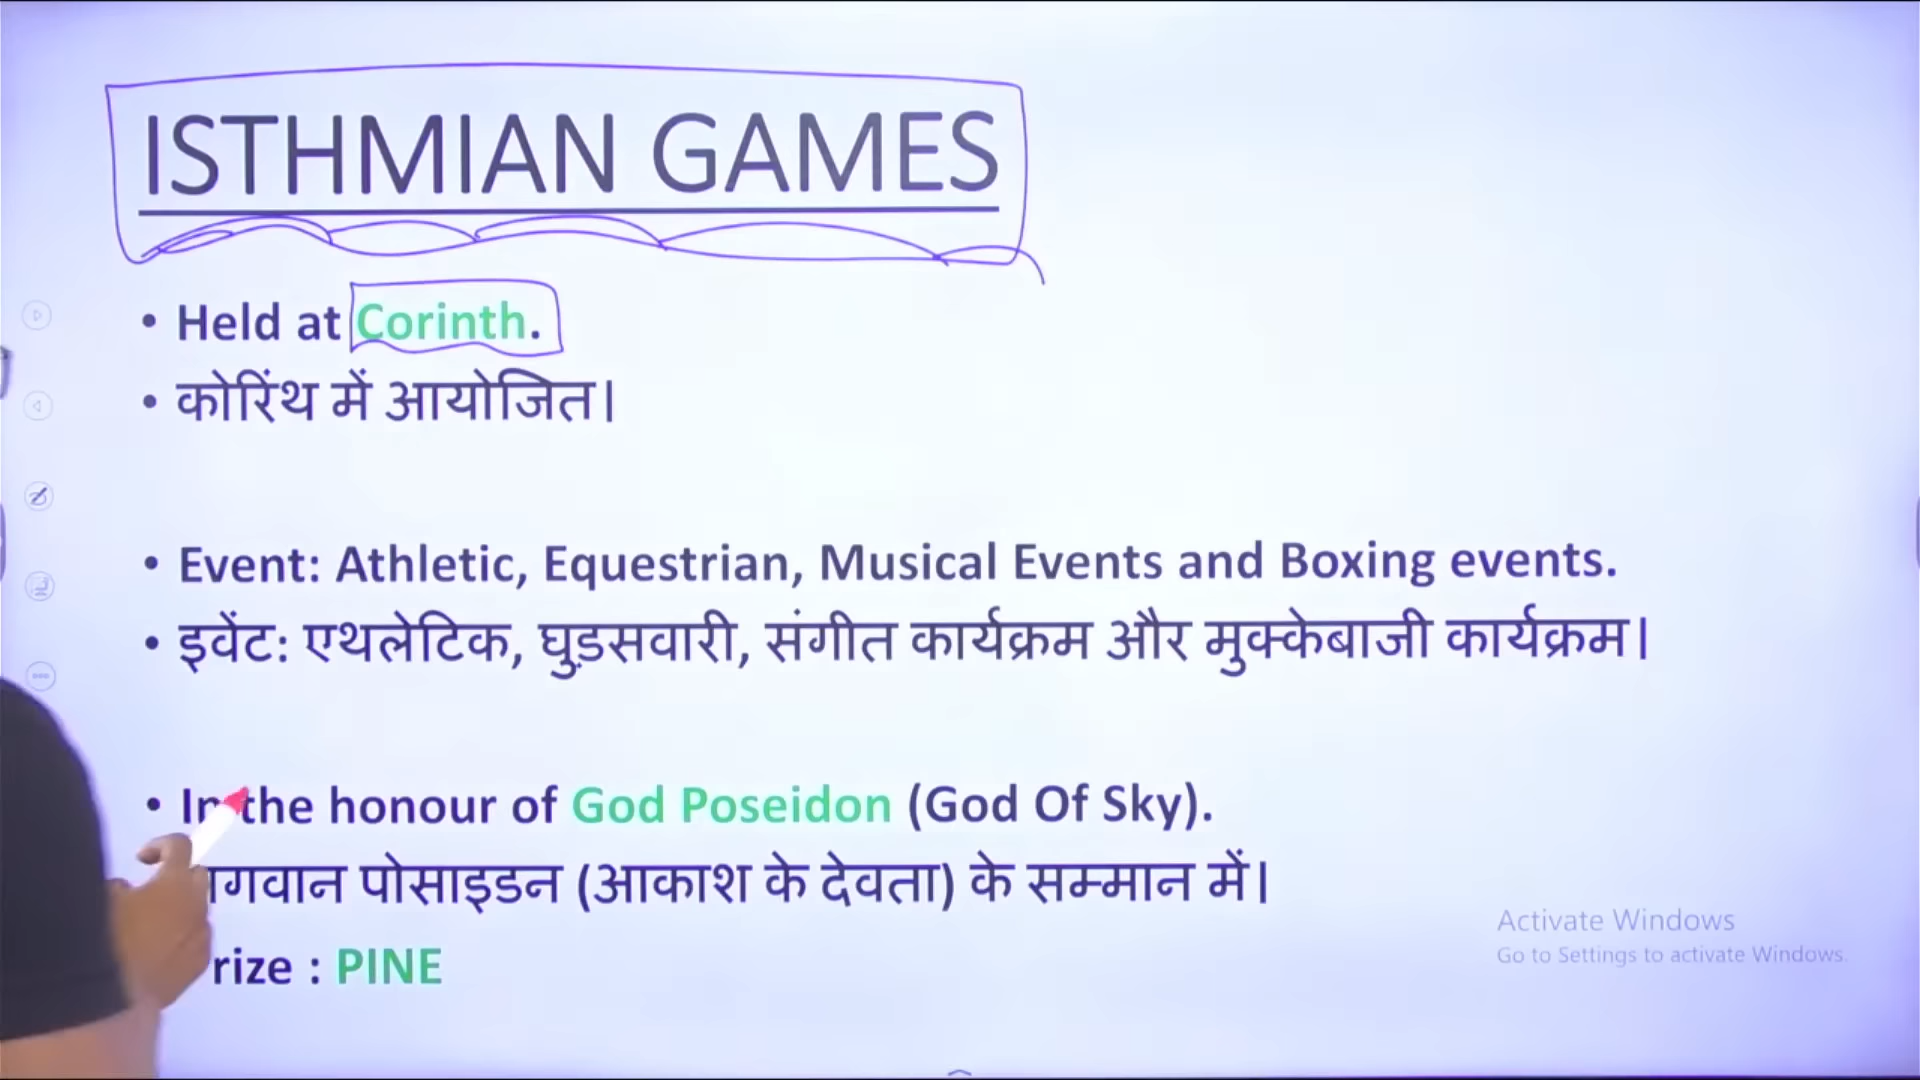 ISTHMIAN GAMES
• Held at Corinth.
• कोरिंथ में आयोजित।
• Event: Athletic, Equestrian, Musical Events and Boxing events.
• इवेंट: एथलेटिक, घुड़सवारी, संगीत कार्यक्रम और मुक्केबाजी कार्यक्रम।
• In the honour of God Poseidon (God Of Sky).
गवान पोसाइडन (आकाश के देवता) के सम्मान में।
rize : PINE
Activate Windows
Go to Settings to activate Windows.